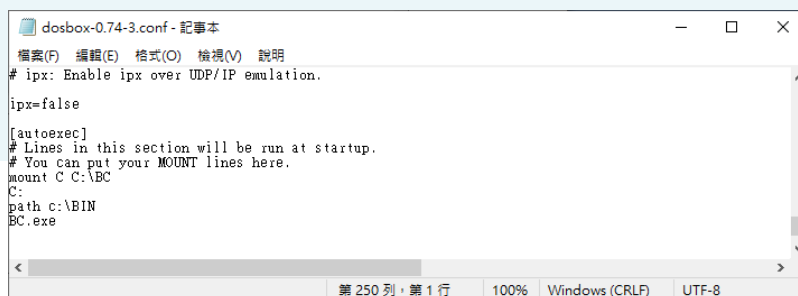 dosbox-0.74-3.conf - 記事本
檔案(F) 編輯(E) 格式(O) 檢視(V) 說明
# ipx: Enable ipx over UDP/IP emulation.
ipx=false
[autoexec]
# Lines in this section will be run at startup.
# You can put your MOUNT lines here.
mount C C:\BC
C:
path c:\BIN
BC.exe
第 250 列，第 1 行 100% Windows (CRLF) UTF-8